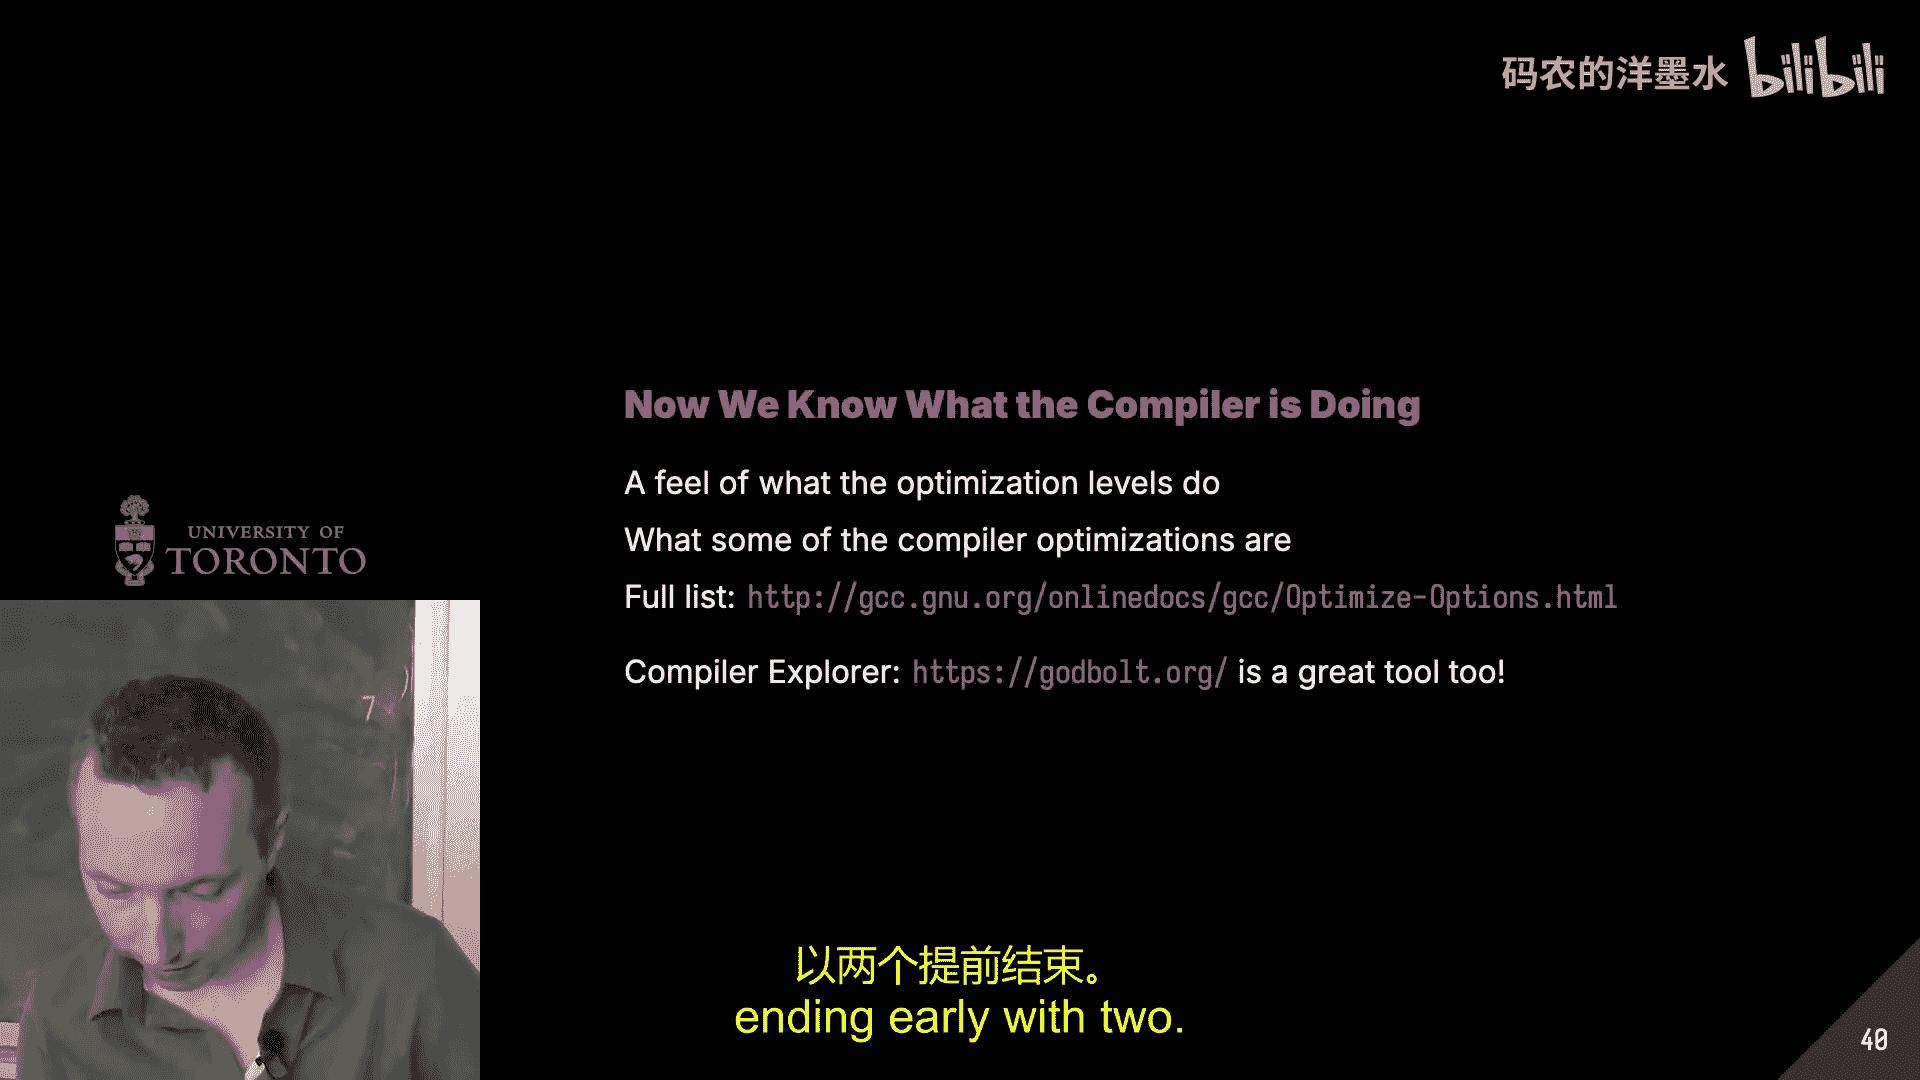 码农的洋墨水 bilibili
Now We Know What the Compiler is Doing
A feel of what the optimization levels do
What some of the compiler optimizations are
Full list: http://gcc.gnu.org/onlinedocs/gcc/Optimize-Options.html
Compiler Explorer: https://godbolt.org/ is a great tool too!
UNIVERSITY OF
TORONTO
7
以两个提前结束。
ending early with two.
40